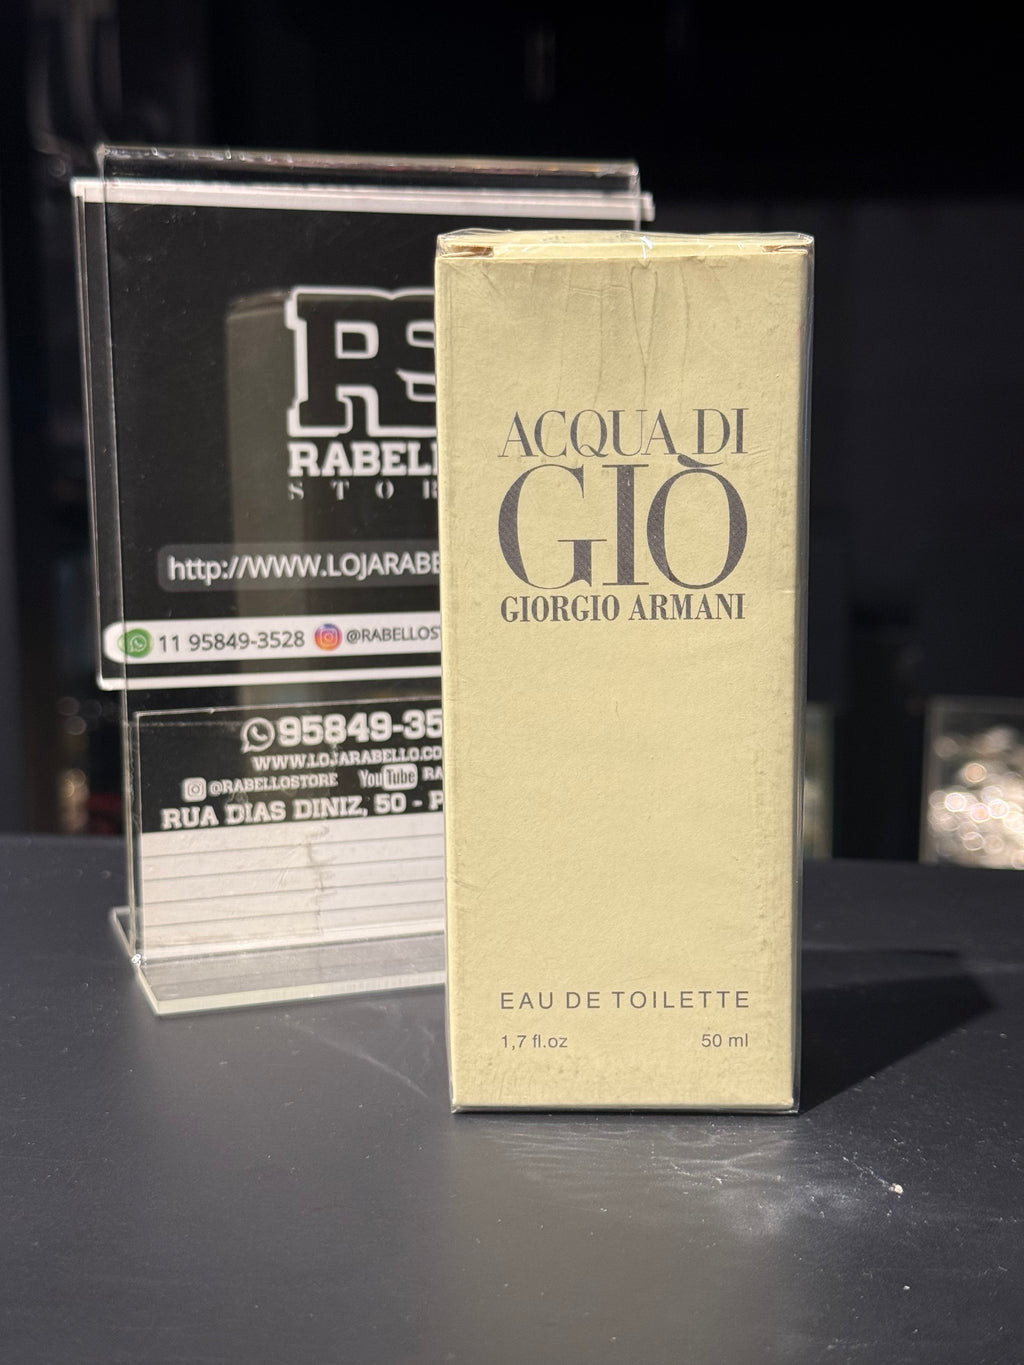 RS
RABELL
STOR
http://WWW.LOJARABE
11 95849-3528 @RABELLOST
95849-35
WWW.LOJARABELLO.CO
@RABELLOSTORE YouTube RA
RUA DIAS DINIZ, 50 - P
ACQUA DI
GIÒ
GIORGIO ARMANI
EAU DE TOILETTE
1,7 fl.oz 50 ml